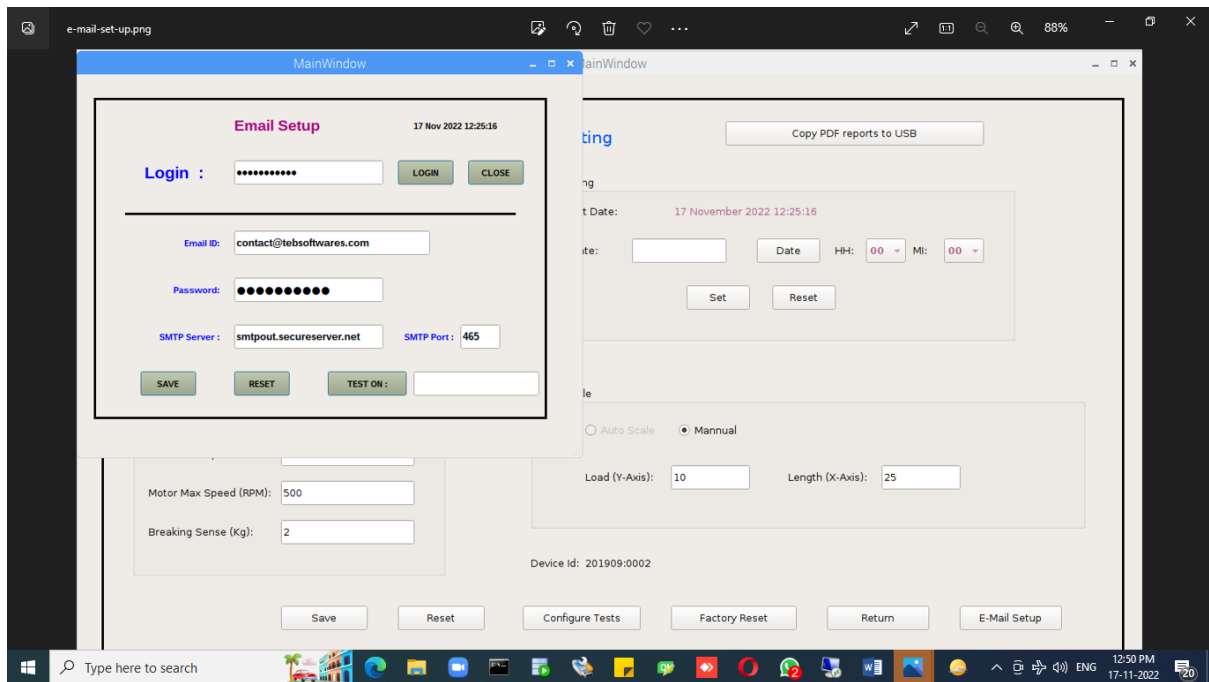 e-mail-set-up.png
88%
MainWindow
MainWindow
Email Setup
17 Nov 2022 12:25:16
Login :
LOGIN
CLOSE
Email ID:
contact@tebsoftwares.com
Password:
SMTP Server :
smtpout.secureserver.net
SMTP Port :
465
SAVE
RESET
TEST ON :
ting
Copy PDF reports to USB
ng
t Date:
17 November 2022 12:25:16
te:
Date
HH:
00
MI:
00
Set
Reset
le
Auto Scale
Mannual
Load (Y-Axis):
10
Length (X-Axis):
25
Motor Max Speed (RPM):
500
Breaking Sense (Kg):
2
Device Id: 201909:0002
Save
Reset
Configure Tests
Factory Reset
Return
E-Mail Setup
Type here to search
ENG
12:50 PM
17-11-2022
20